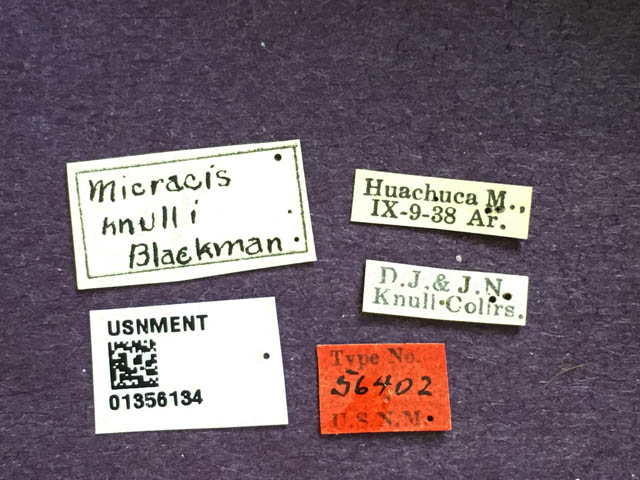 Micracis
knulli
Blackman
Huachuca M.,
IX-9-38 Ar.
D.J. & J.N.
Knull Collrs.
USNMENT
01356134
Type No.
56402
U.S.N.M.